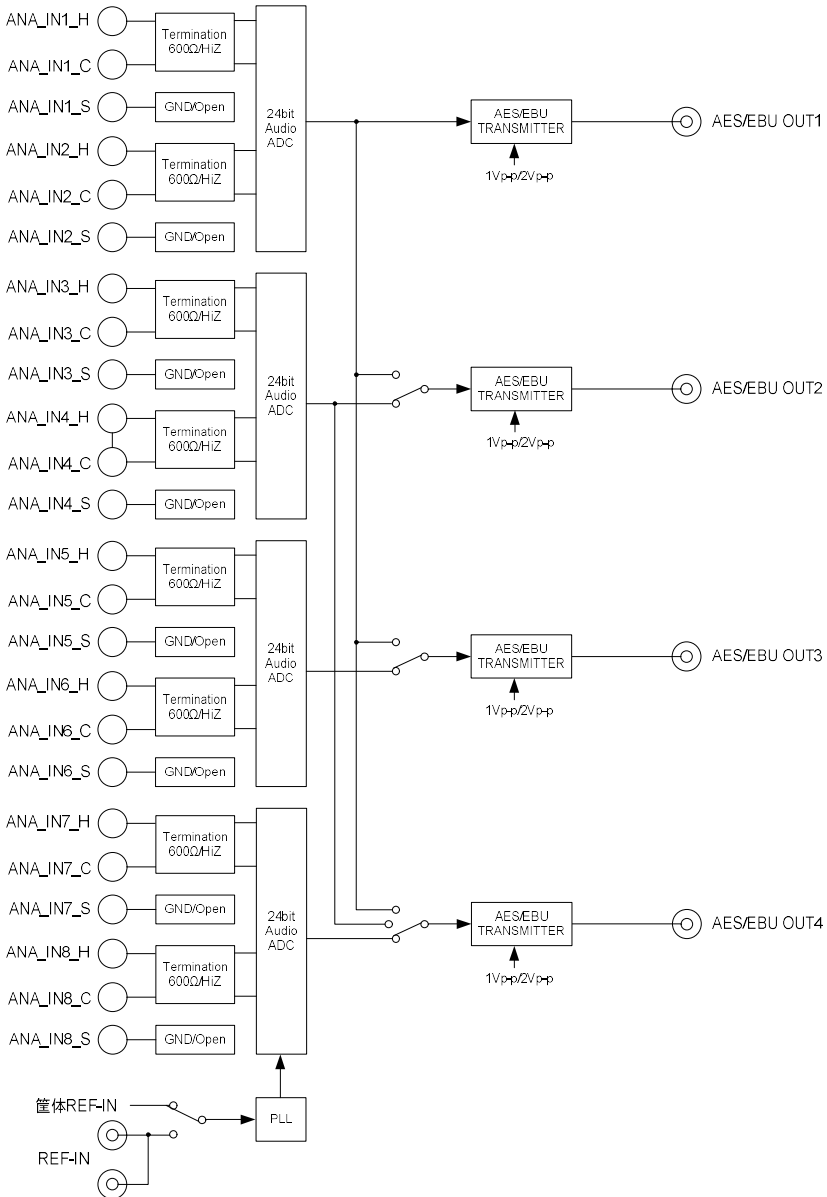 ANA_IN1_H
Termination
600Ω/HiZ
ANA_IN1_C
ANA_IN1_S
GND/Open
24bit
Audio
ADC
AES/EBU
TRANSMITTER
AES/EBU OUT1
1Vp-p/2Vp-p
ANA_IN2_H
Termination
600Ω/HiZ
ANA_IN2_C
ANA_IN2_S
GND/Open
ANA_IN3_H
Termination
600Ω/HiZ
ANA_IN3_C
ANA_IN3_S
GND/Open
24bit
Audio
ADC
AES/EBU
TRANSMITTER
AES/EBU OUT2
1Vp-p/2Vp-p
ANA_IN4_H
Termination
600Ω/HiZ
ANA_IN4_C
ANA_IN4_S
GND/Open
ANA_IN5_H
Termination
600Ω/HiZ
ANA_IN5_C
ANA_IN5_S
GND/Open
24bit
Audio
ADC
AES/EBU
TRANSMITTER
AES/EBU OUT3
1Vp-p/2Vp-p
ANA_IN6_H
Termination
600Ω/HiZ
ANA_IN6_C
ANA_IN6_S
GND/Open
ANA_IN7_H
Termination
600Ω/HiZ
ANA_IN7_C
ANA_IN7_S
GND/Open
24bit
Audio
ADC
AES/EBU
TRANSMITTER
AES/EBU OUT4
1Vp-p/2Vp-p
ANA_IN8_H
Termination
600Ω/HiZ
ANA_IN8_C
ANA_IN8_S
GND/Open
筐体REF-IN
PLL
REF-IN